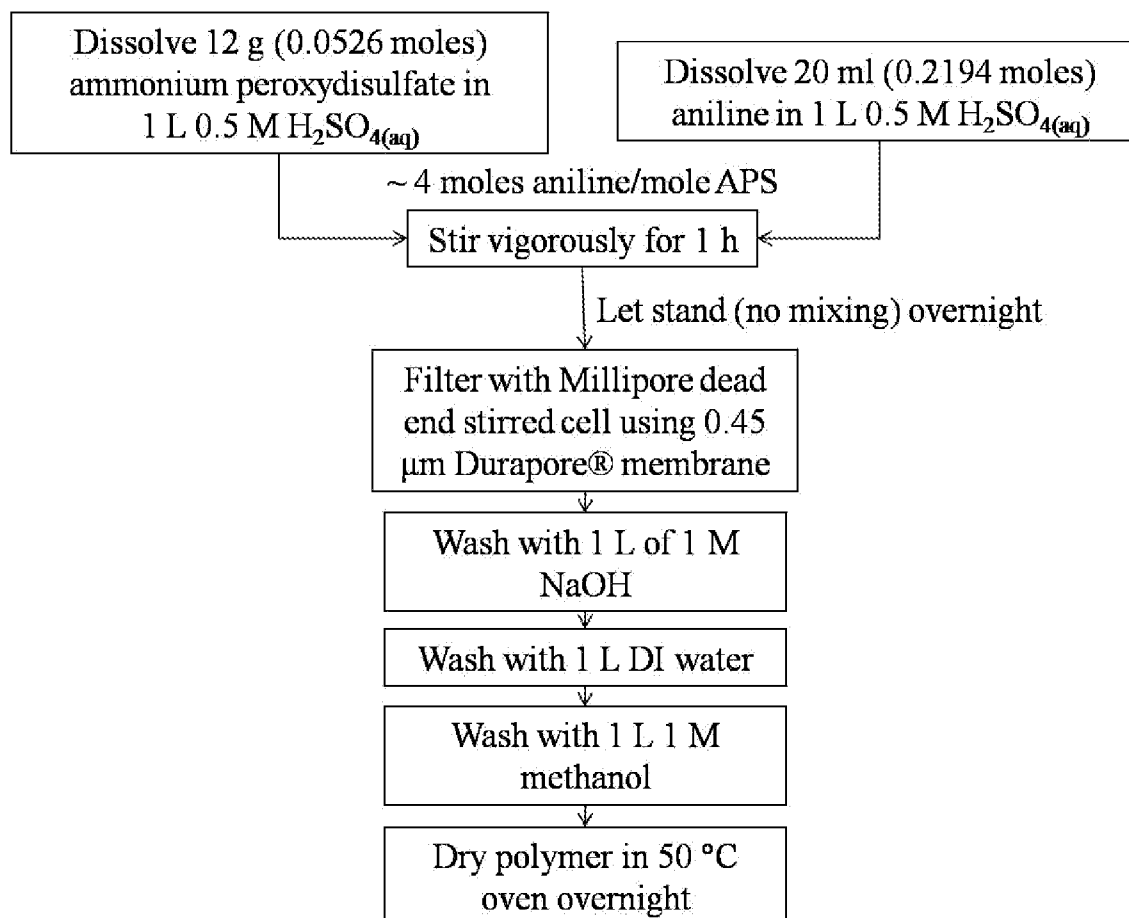 Dissolve 12 g (0.0526 moles)
ammonium peroxydisulfate in
1 L 0.5 M H₂SO₄₍ₐq₎
Dissolve 20 ml (0.2194 moles)
aniline in 1 L 0.5 M H₂SO₄₍ₐq₎
~ 4 moles aniline/mole APS
Stir vigorously for 1 h
Let stand (no mixing) overnight
Filter with Millipore dead
end stirred cell using 0.45
μm Durapore® membrane
Wash with 1 L of 1 M
NaOH
Wash with 1 L DI water
Wash with 1 L 1 M
methanol
Dry polymer in 50 °C
oven overnight